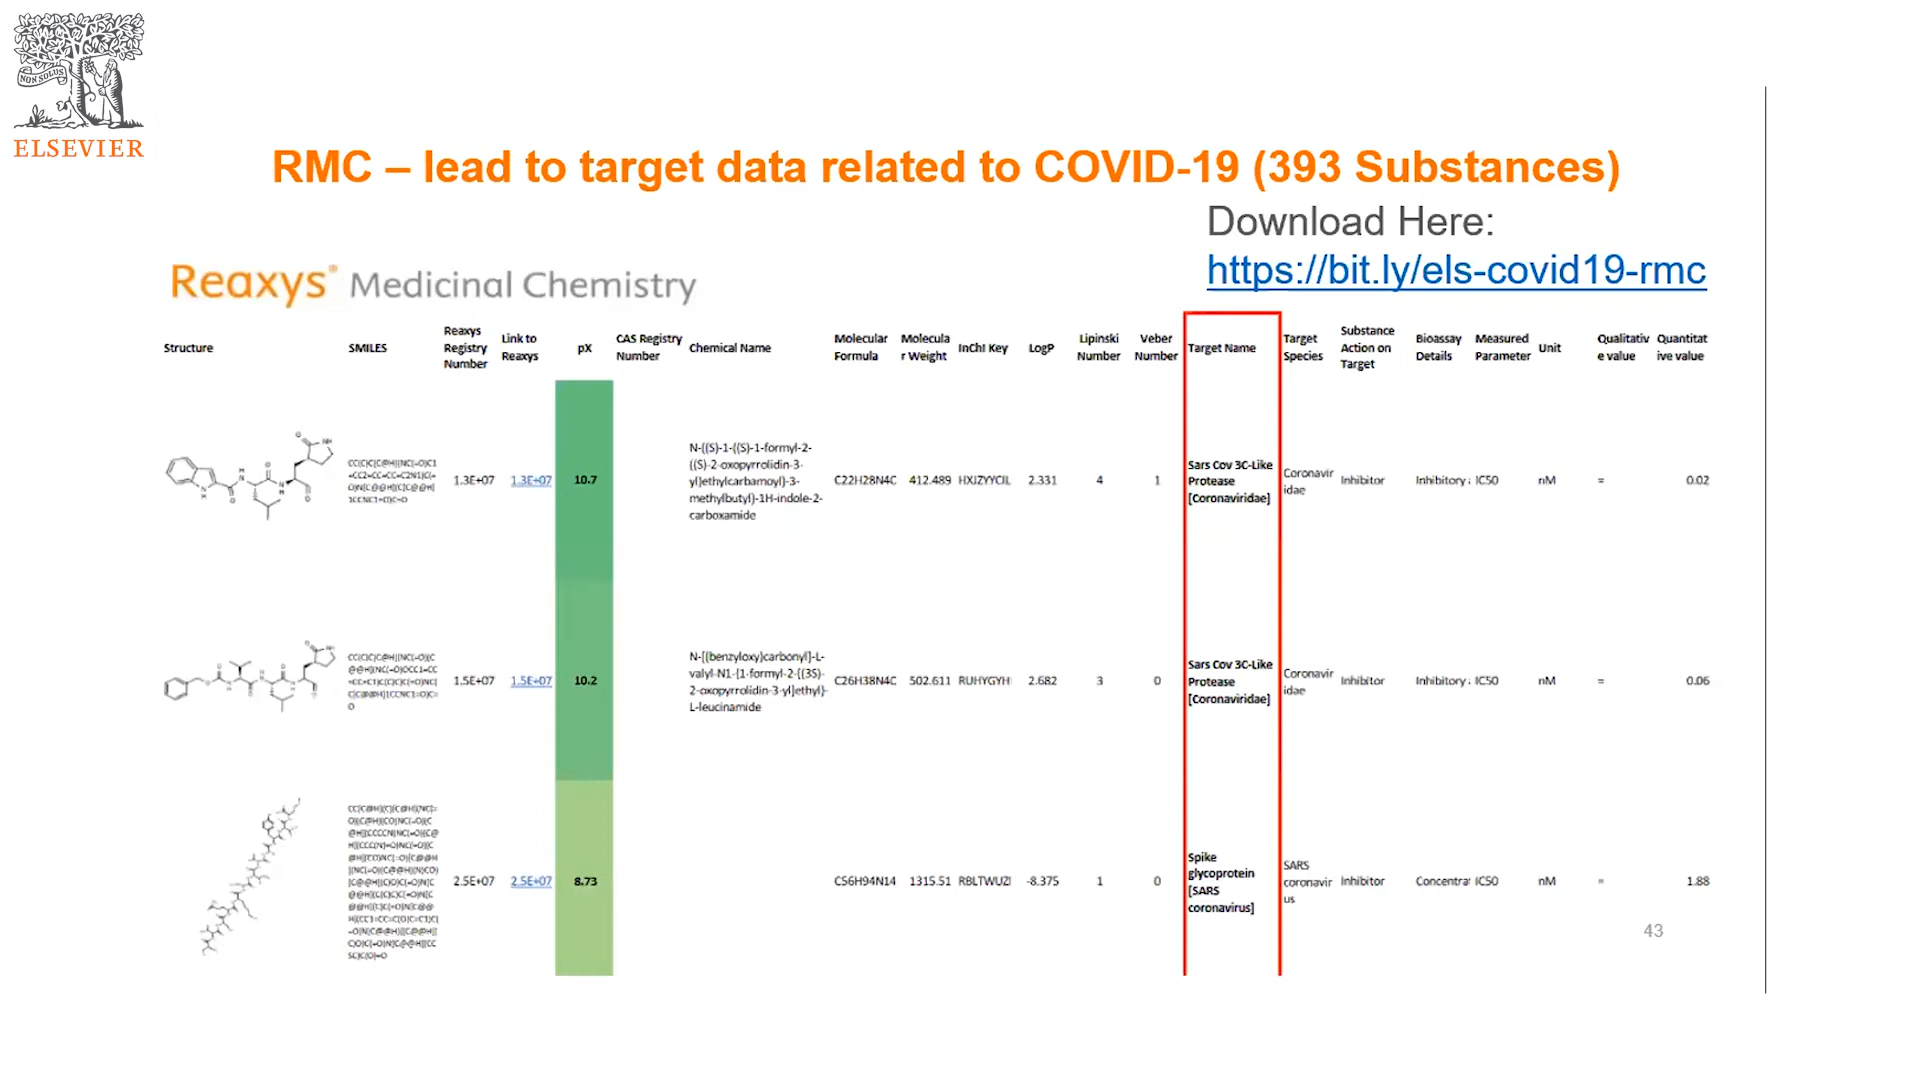 NON SOLUS
ELSEVIER
RMC – lead to target data related to COVID-19 (393 Substances)
Download Here:
https://bit.ly/els-covid19-rmc
Reaxys® Medicinal Chemistry
Structure
SMILES
Reaxys
Registry
Number
Link to
Reaxys
pX
CAS Registry
Number
Chemical Name
Molecular
Formula
Molecula
r Weight
InChI Key
LogP
Lipinski
Number
Veber
Number
Target Name
Target
Species
Substance
Action on
Target
Bioassay
Details
Measured
Parameter
Unit
Qualitativ
e value
Quantitat
ive value
1.3E+07
1.3E+07
10.7
N-((S)-1-((S)-1-formyl-2-
((S)-2-oxopyrrolidin-3-
yl)ethylcarbamoyl)-3-
methylbutyl)-1H-indole-2-
carboxamide
C22H28N4C
412.489
HXJZYYCIL
2.331
4
1
Sars Cov 3C-Like
Protease
[Coronaviridae]
Coronavir
idae
Inhibitor
Inhibitory
IC50
nM
=
0.02
1.5E+07
1.5E+07
10.2
N-[(benzyloxy)carbonyl]-L-
valyl-N1-{1-formyl-2-[(3S)-
2-oxopyrrolidin-3-yl]ethyl}-
L-leucinamide
C26H38N4C
502.611
RUHYGYH
2.682
3
0
Sars Cov 3C-Like
Protease
[Coronaviridae]
Coronavir
idae
Inhibitor
Inhibitory
IC50
nM
=
0.06
2.5E+07
2.5E+07
8.73
C56H94N14
1315.51
RBLTWUZI
-8.375
1
0
Spike
glycoprotein
[SARS
coronavirus]
SARS
coronavir
us
Inhibitor
Concentra
IC50
nM
=
1.88
43